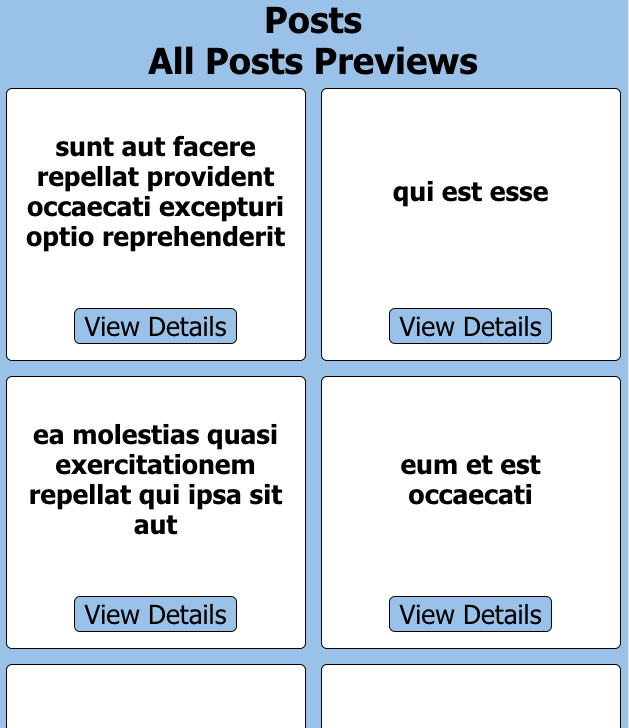 Posts
All Posts Previews
sunt aut facere
repellat provident
occaecati excepturi
optio reprehenderit
View Details
qui est esse
View Details
ea molestias quasi
exercitationem
repellat qui ipsa sit
aut
View Details
eum et est
occaecati
View Details